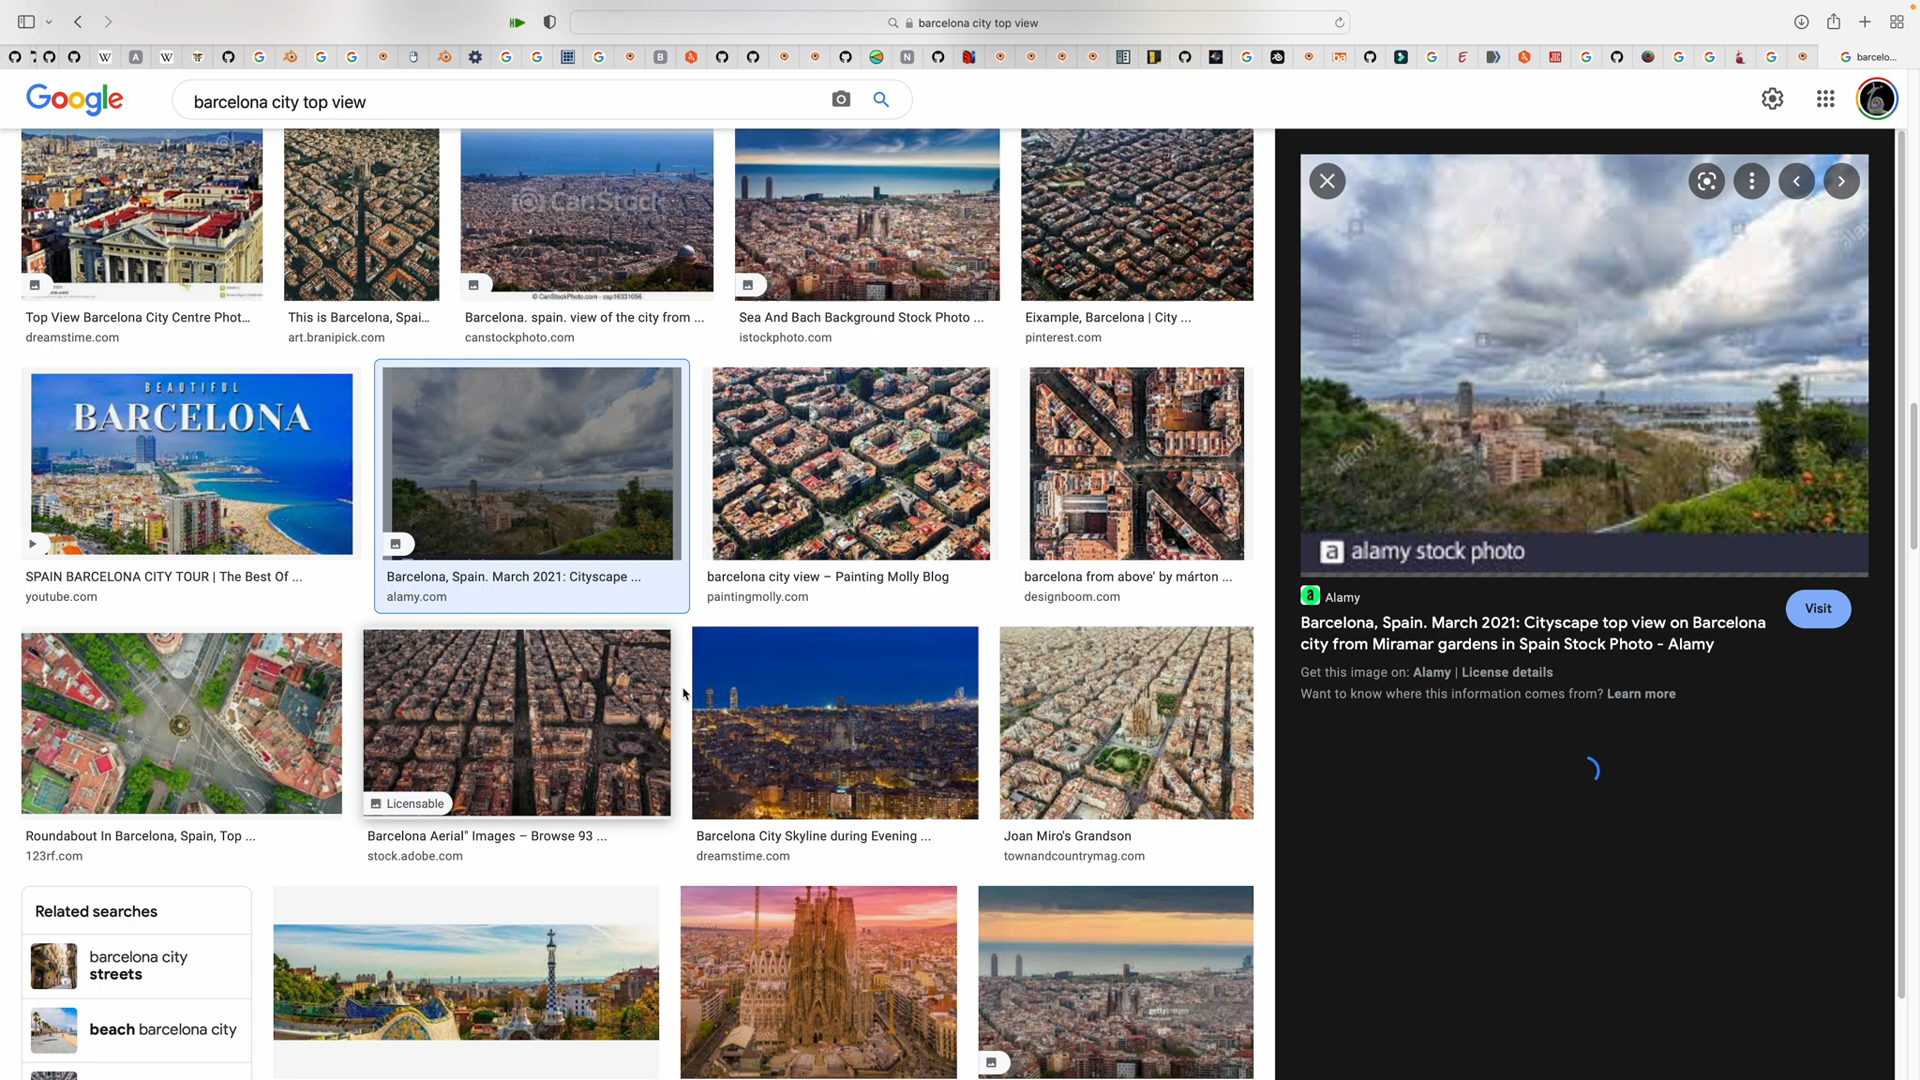 barcelona city top view
barcelo...
Google
barcelona city top view
CanStock
© CanStockPhoto.com - csp16331056
Top View Barcelona City Centre Phot...
dreamstime.com
This is Barcelona, Spai...
art.branipick.com
Barcelona. spain. view of the city from ...
canstockphoto.com
Sea And Bach Background Stock Photo ...
istockphoto.com
Eixample, Barcelona | City ...
pinterest.com
BEAUTIFUL
BARCELONA
SPAIN BARCELONA CITY TOUR | The Best Of ...
youtube.com
Barcelona, Spain. March 2021: Cityscape ...
alamy.com
barcelona city view – Painting Molly Blog
paintingmolly.com
barcelona from above' by márton ...
designboom.com
Licensable
Roundabout In Barcelona, Spain, Top ...
123rf.com
Barcelona Aerial" Images – Browse 93 ...
stock.adobe.com
Barcelona City Skyline during Evening ...
dreamstime.com
Joan Miro's Grandson
townandcountrymag.com
Related searches
barcelona city
streets
beach barcelona city
gettyimages
alamy
a alamy stock photo
a Alamy
Visit
Barcelona, Spain. March 2021: Cityscape top view on Barcelona
city from Miramar gardens in Spain Stock Photo - Alamy
Get this image on: Alamy | License details
Want to know where this information comes from? Learn more